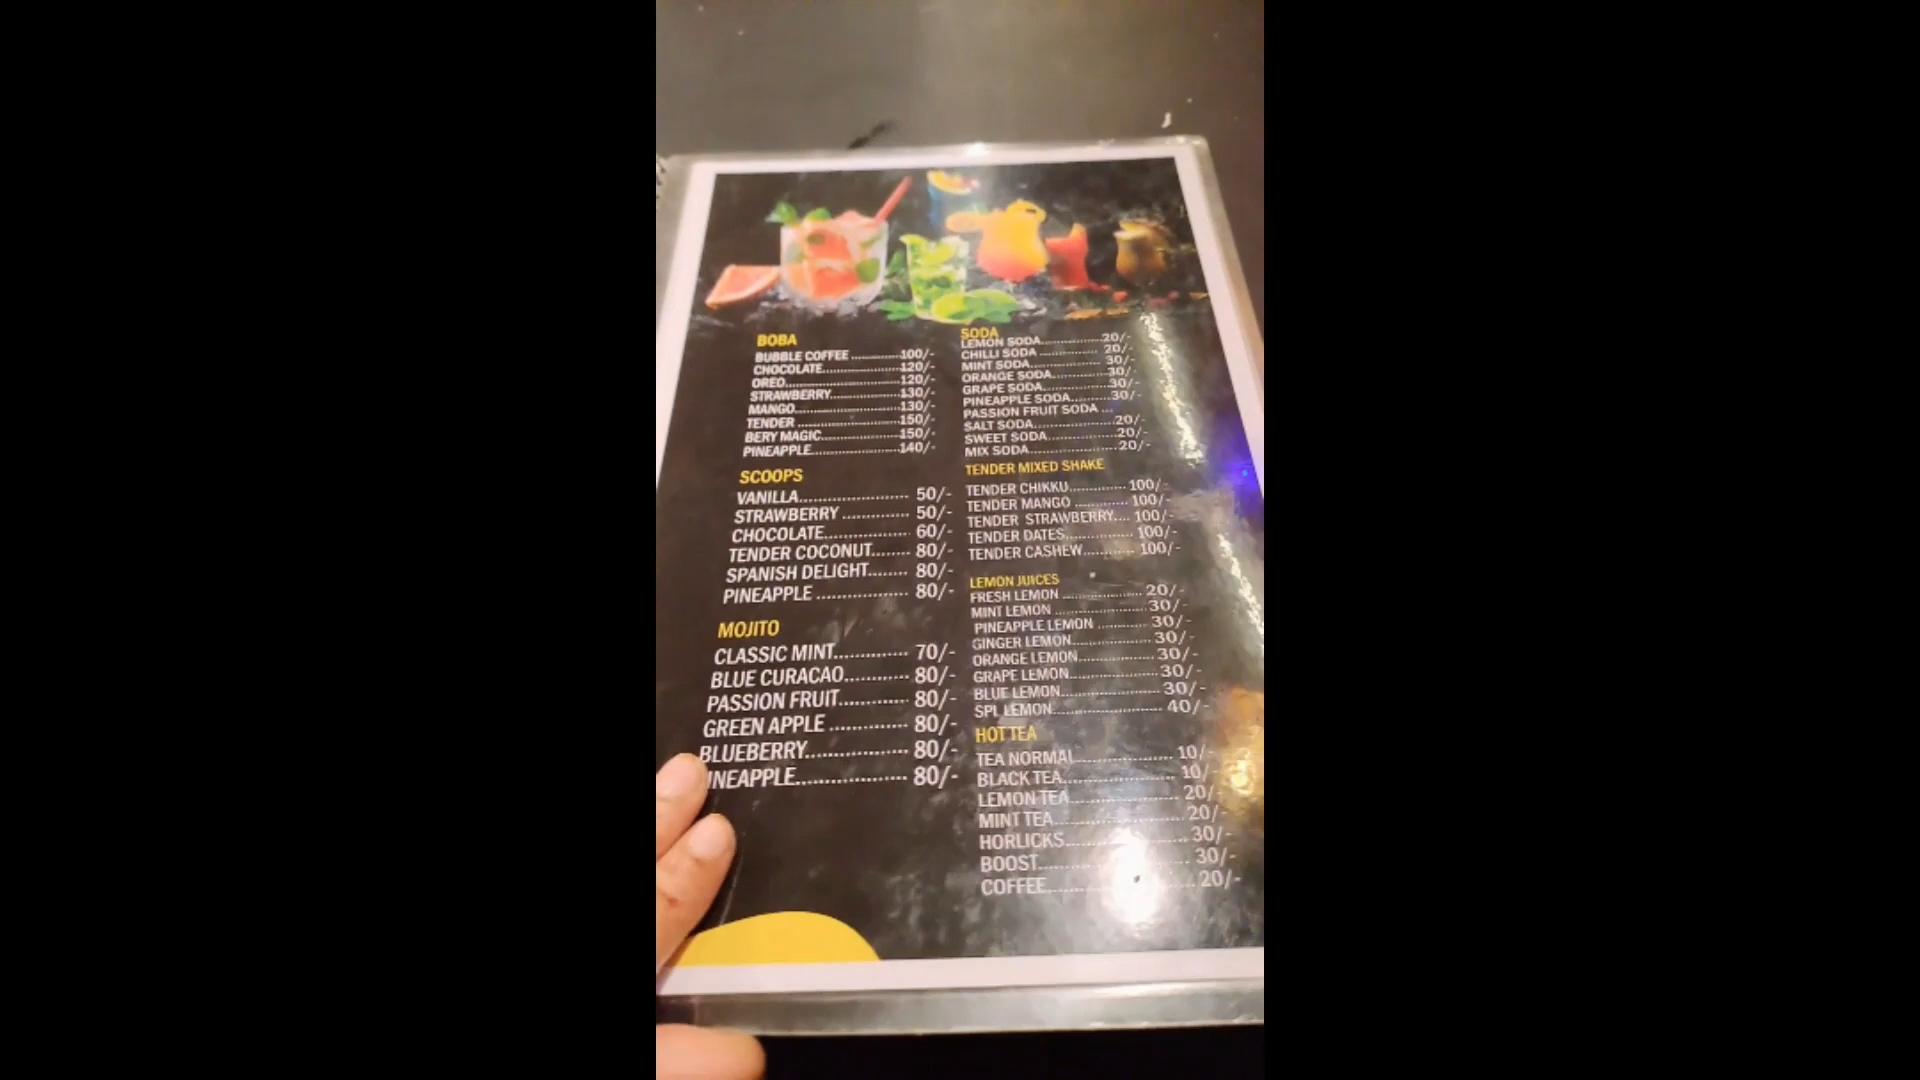 BOBA
BUBBLE COFFEE ............... 100/-
CHOCOLATE..................... 120/-
OREO............................... 120/-
STRAWBERRY................... 130/-
MANGO............................ 130/-
TENDER ........................... 150/-
BERY MAGIC..................... 150/-
PINEAPPLE....................... 140/-
SCOOPS
VANILLA...................... 50/-
STRAWBERRY ............. 50/-
CHOCOLATE................. 60/-
TENDER COCONUT....... 80/-
SPANISH DELIGHT........ 80/-
PINEAPPLE .................. 80/-
MOJITO
CLASSIC MINT............. 70/-
BLUE CURACAO........... 80/-
PASSION FRUIT............ 80/-
GREEN APPLE ............. 80/-
BLUEBERRY................. 80/-
INEAPPLE................... 80/-
SODA
LEMON SODA................. 20/-
CHILLI SODA ................ 20/-
MINT SODA................... 30/-
ORANGE SODA.............. 30/-
GRAPE SODA................. 30/-
PINEAPPLE SODA.......... 30/-
PASSION FRUIT SODA ...
SALT SODA..................... 20/-
SWEET SODA................. 20/-
MIX SODA...................... 20/-
TENDER MIXED SHAKE
TENDER CHIKKU............. 100/-
TENDER MANGO ............ 100/-
TENDER STRAWBERRY.... 100/-
TENDER DATES............... 100/-
TENDER CASHEW............ 100/-
LEMON JUICES
FRESH LEMON ..................... 20/-
MINT LEMON ........................ 30/-
PINEAPPLE LEMON ............. 30/-
GINGER LEMON.................... 30/-
ORANGE LEMON................... 30/-
GRAPE LEMON...................... 30/-
BLUE LEMON......................... 30/-
SPL LEMON........................... 40/-
HOT TEA
TEA NORMAL.................... 10/-
BLACK TEA....................... 10/-
LEMON TEA...................... 20/-
MINT TEA.......................... 20/-
HORLICKS......................... 30/-
BOOST.............................. 30/-
COFFEE............................ 20/-